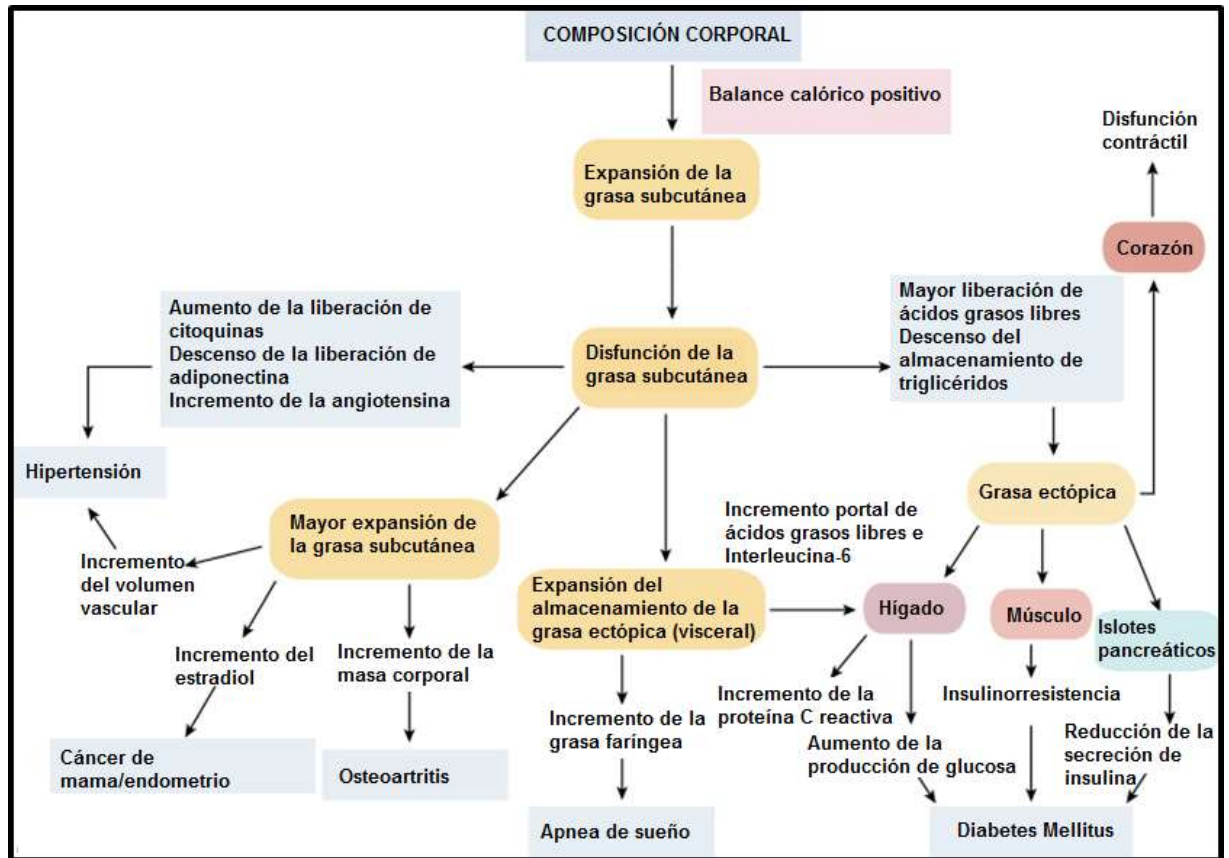 COMPOSICIÓN CORPORAL
Balance calórico positivo
Disfunción
contráctil
Expansión de la
grasa subcutánea
Corazón
Aumento de la liberación de
citoquinas
Descenso de la liberación de
adiponectina
Incremento de la angiotensina
Disfunción de la
grasa subcutánea
Mayor liberación de
ácidos grasos libres
Descenso del
almacenamiento de
triglicéridos
Hipertensión
Grasa ectópica
Mayor expansión de
la grasa subcutánea
Incremento portal de
ácidos grasos libres e
Interleucina-6
Incremento
del volumen
vascular
Expansión del
almacenamiento de la
grasa ectópica (visceral)
Hígado
Músculo
Islotes
pancreáticos
Incremento del
estradiol
Incremento de la
masa corporal
Incremento de la
grasa faríngea
Incremento de la
proteína C reactiva
Insulinorresistencia
Aumento de la
producción de glucosa
Reducción de la
secreción de
insulina
Cáncer de
mama/endometrio
Osteoartritis
Apnea de sueño
Diabetes Mellitus